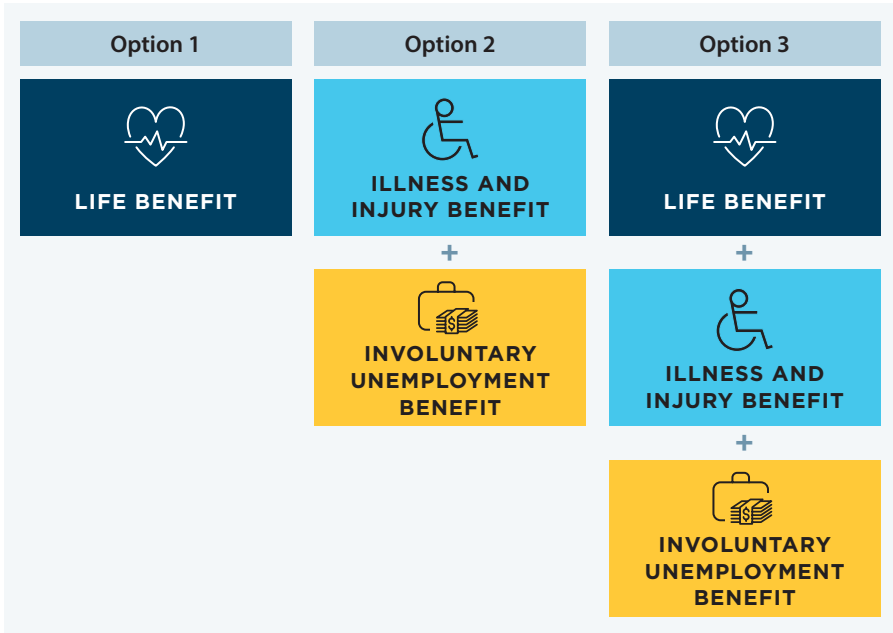 Option 1
LIFE BENEFIT
Option 2
ILLNESS AND
INJURY BENEFIT
+
INVOLUNTARY
UNEMPLOYMENT
BENEFIT
Option 3
LIFE BENEFIT
+
ILLNESS AND
INJURY BENEFIT
+
INVOLUNTARY
UNEMPLOYMENT
BENEFIT